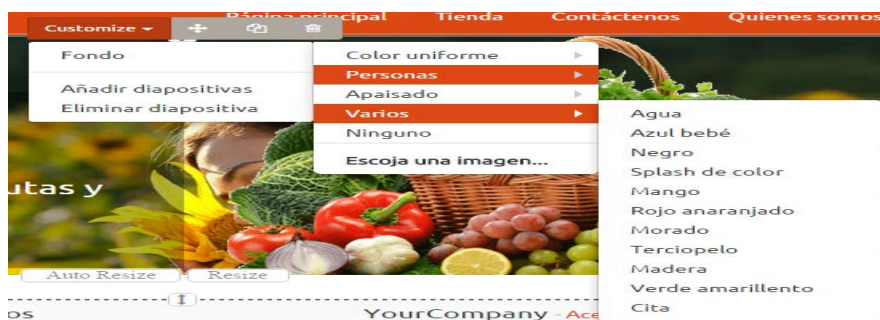 Página principal Tienda Contáctenos Quienes somos
Customize
Fondo
Añadir diapositivas
Eliminar diapositiva
Color uniforme
Personas
Apaisado
Varios
Ninguno
Escoja una imagen...
Agua
Azul bebé
Negro
Splash de color
Mango
Rojo anaranjado
Morado
Terciopelo
Madera
Verde amarillento
Cita
utas y
Auto Resize Resize
os
YourCompany - Ace